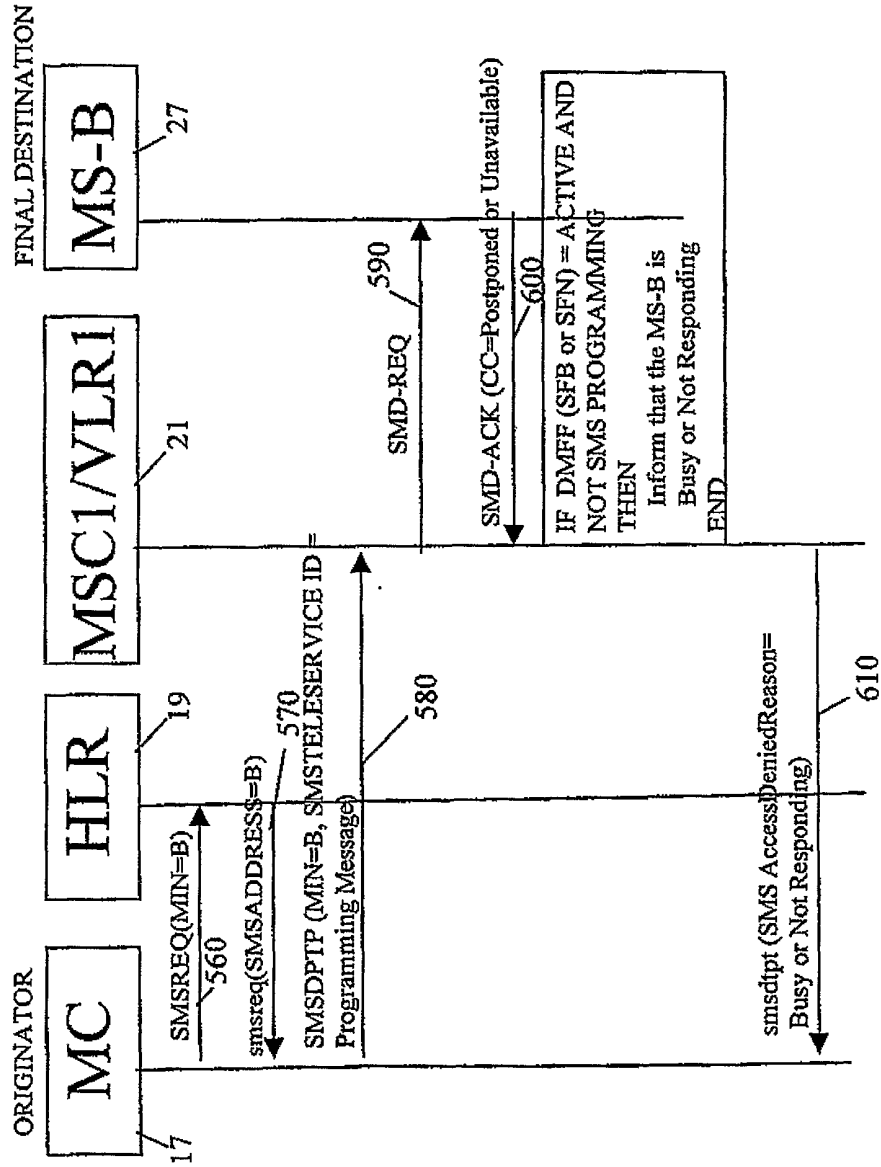 ORIGINATOR
FINAL DESTINATION
MC
HLR
MSC1/VLR1
MS-B
17
19
21
27
SMSREQ(MIN=B)
560
smsreq(SMSADDRESS=B)
570
SMSDPTP (MIN=B, SMSTELESERVICE ID =
Programming Message)
580
SMD-REQ
590
SMD-ACK (CC=Postponed or Unavailable)
600
IF DMFF (SFB or SFN) = ACTIVE AND
NOT SMS PROGRAMMING
THEN
Inform that the MS-B is
Busy or Not Responding
END
smsdtpt (SMS AccessDeniedReason=
Busy or Not Responding)
610